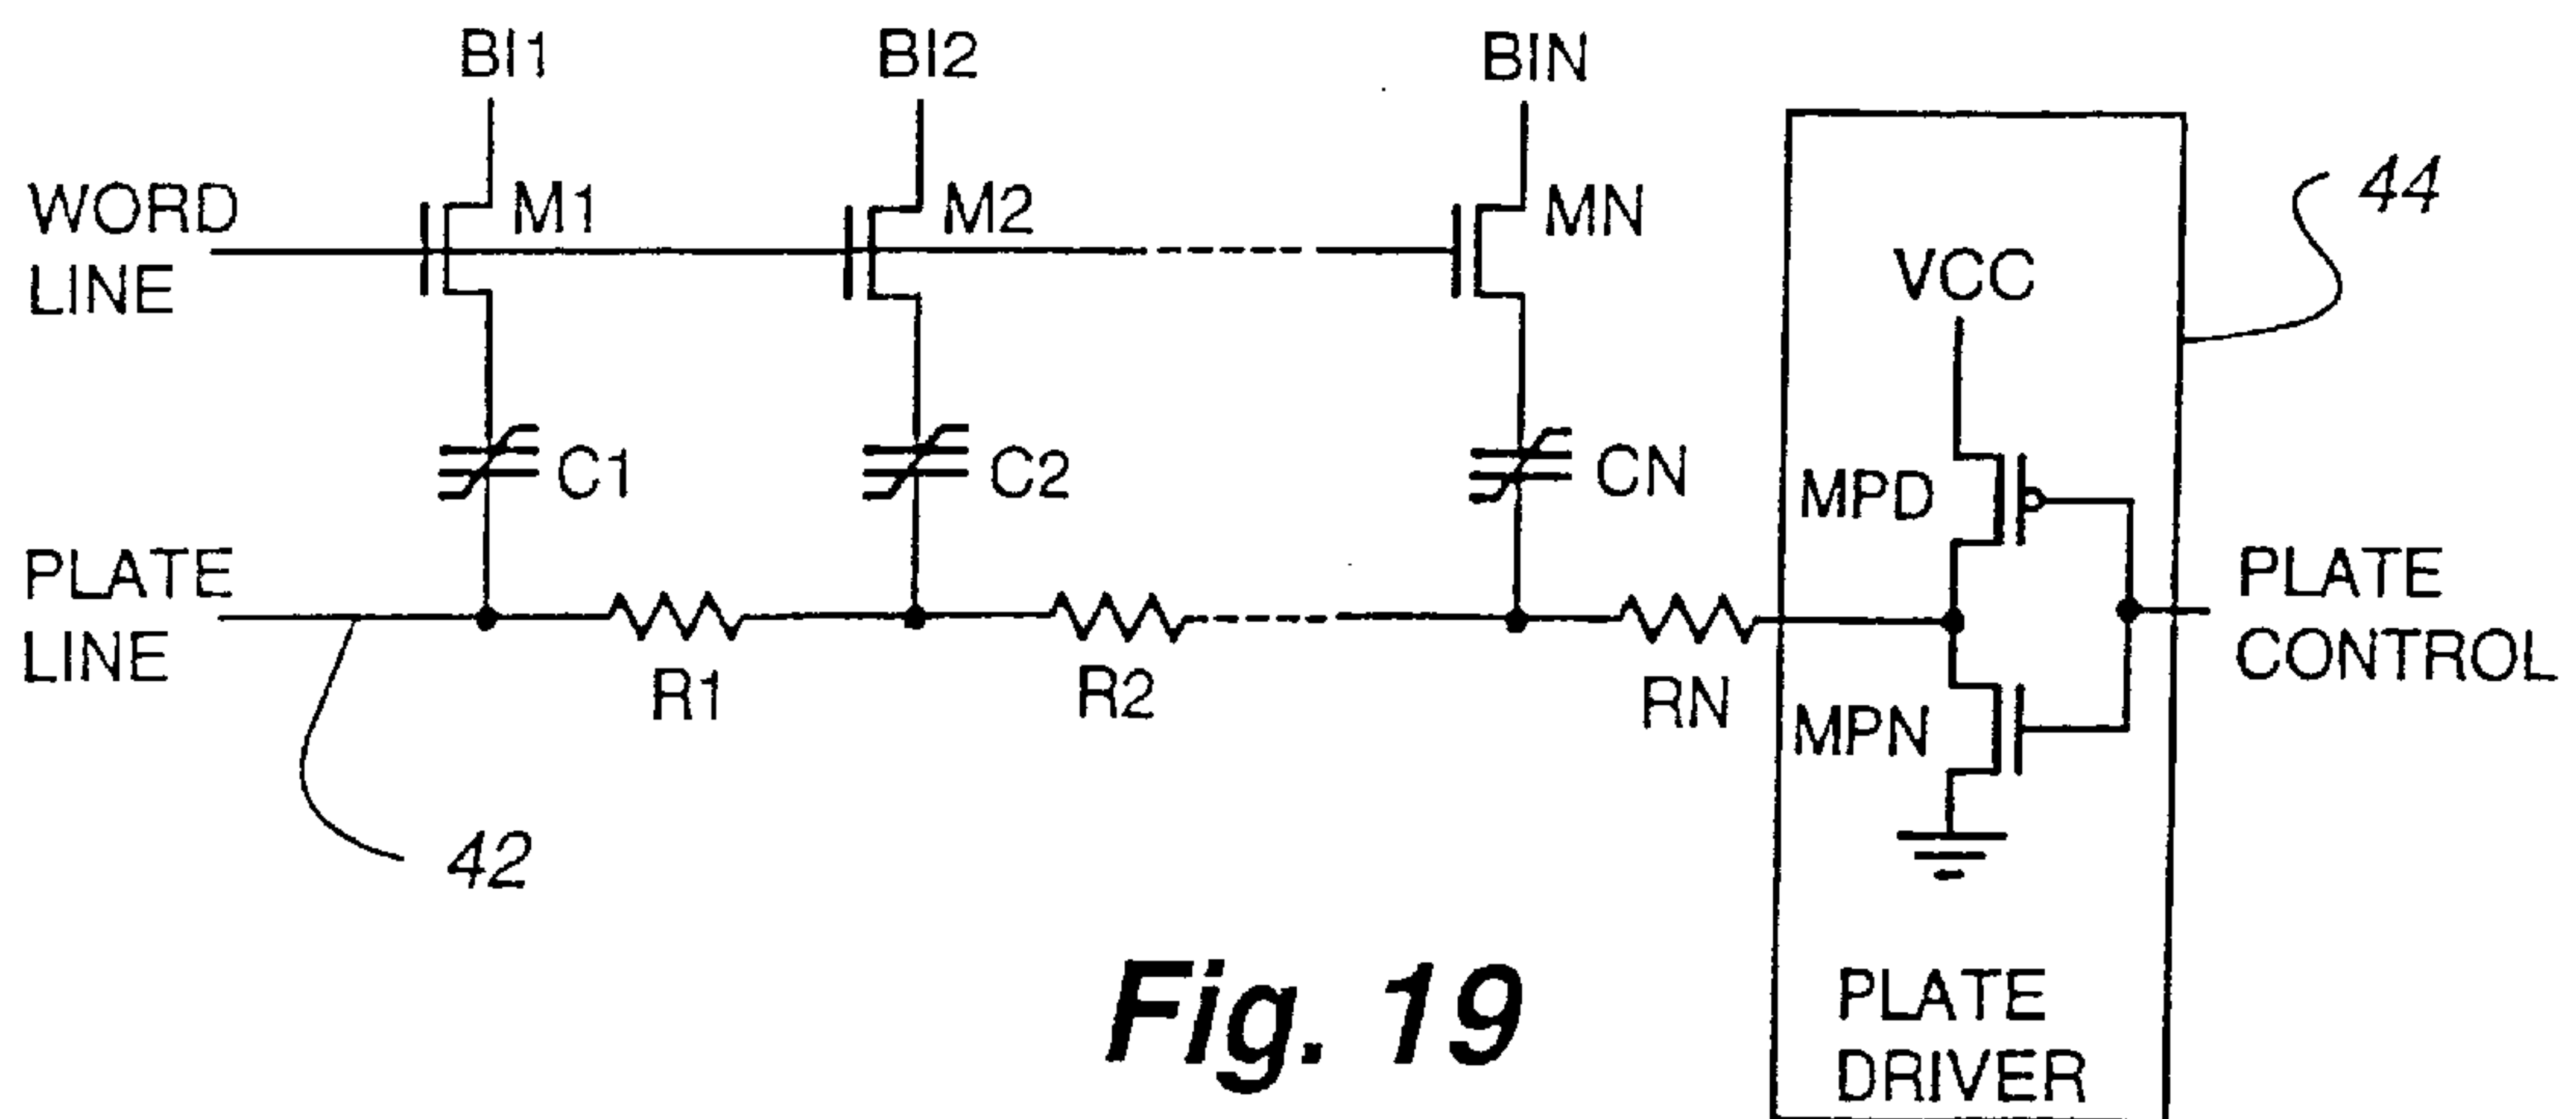 BI1
BI2
BIN
WORD
LINE
M1
M2
MN
44
VCC
C1
C2
CN
MPD
PLATE
LINE
PLATE
CONTROL
R1
R2
RN
MPN
42
Fig. 19
PLATE
DRIVER